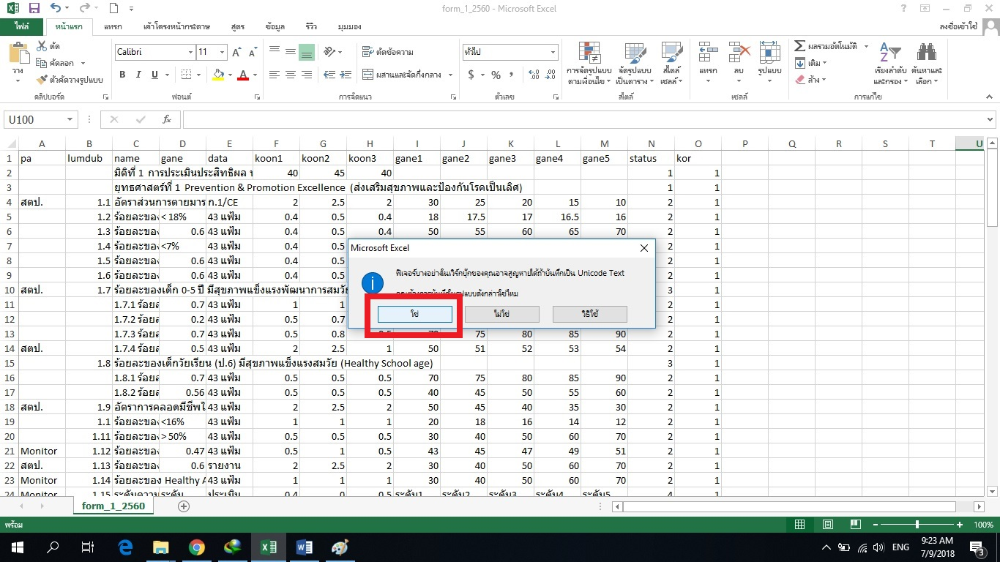 form_1_2560 - Microsoft Excel
ไฟล์ หน้าแรก แทรก เค้าโครงหน้ากระดาษ สูตร ข้อมูล รีวิว มุมมอง ลงชื่อเข้าใช้
วาง
ตัด
คัดลอก
ตัวคัดวางรูปแบบ
คลิปบอร์ด
Calibri 11
B I U
ฟอนต์
ตัดข้อความ
ผสานและจัดกึ่งกลาง
การจัดแนว
ทั่วไป
$ % ,
ตัวเลข
การจัดรูปแบบ
ตามเงื่อนไข
จัดรูปแบบ
เป็นตาราง
สไตล์
เซลล์
สไตล์
แทรก ลบ รูปแบบ
เซลล์
ผลรวมอัตโนมัติ
เติม
ล้าง
เรียงลำดับ
และกรอง
ค้นหาและ
เลือก
การแก้ไข
U100 fx
A B C D E F G H I J K L M N O P Q R S T U
1 pa lumdub name gane data koon1 koon2 koon3 gane1 gane2 gane3 gane4 gane5 status kor
2 มิติที่ 1 การประเมินประสิทธิผล 40 45 40 1 1
3 ยุทธศาสตร์ที่ 1 Prevention & Promotion Excellence (ส่งเสริมสุขภาพและป้องกันโรคเป็นเลิศ) 1 1
4 สตป. 1.1 อัตราส่วนการตายมาร ก.1/CE 2 2.5 2 30 25 20 15 10 2 1
5 1.2 ร้อยละของ < 18% 43 แฟ้ม 0.4 0.5 0.4 18 17.5 17 16.5 16 2 1
6 1.3 ร้อยละของ 0.6 43 แฟ้ม 0.4 0.5 0.4 50 55 60 65 70 2 1
7 1.4 ร้อยละของ <7% 43 แฟ้ม 0.4 0.5 2 1
8 1.5 ร้อยละของ 0.6 43 แฟ้ม 0.4 0.5 2 1
9 1.6 ร้อยละของ 0.6 43 แฟ้ม 0.4 0.5 2 1
10 สตป. 1.7 ร้อยละของเด็ก 0-5 ปี มีสุขภาพแข็งแรงพัฒนาการสมวัย 3 1
11 1.7.1 ร้อยล 0.7 43 แฟ้ม 1 1 2 1
12 1.7.2 ร้อยล 0.2 43 แฟ้ม 0.5 0.7 2 1
13 1.7.3 ร้อยล 0.7 43 แฟ้ม 0.5 0.8 0.5 70 75 80 85 90 2 1
14 สตป. 1.7.4 ร้อยล 0.5 43 แฟ้ม 2 2.5 1 50 51 52 53 54 2 1
15 1.8 ร้อยละของเด็กวัยเรียน (ป.6) มีสุขภาพแข็งแรงสมวัย (Healthy School age) 3 1
16 1.8.1 ร้อยล 0.7 43 แฟ้ม 0.5 0.5 0.5 70 75 80 85 90 2 1
17 1.8.2 ร้อยล 0.56 43 แฟ้ม 0.5 0.5 0.5 40 45 50 55 60 2 1
18 สตป. 1.9 อัตราการคลอดมีชีพใ 43 แฟ้ม 2 2.5 2 50 45 40 35 30 2 1
19 1.1 ร้อยละของ <16% 43 แฟ้ม 1 1 1 20 18 16 14 12 2 1
20 1.11 ร้อยละของ > 50% 43 แฟ้ม 0.5 0.5 0.5 30 40 50 60 70 2 1
21 Monitor 1.12 ร้อยละของ 0.47 43 แฟ้ม 0.5 1 0.5 43 45 47 49 51 2 1
22 สตป. 1.13 ร้อยละของ 0.6 รายงาน 2 2.5 2 30 40 50 60 70 2 1
23 Monitor 1.14 ร้อยละของ Healthy A 43 แฟ้ม 1 1 1 30 40 50 60 70 2 1
24 Monitor 1.15 ระดับความ ระดับ ประเมิน 0.4 0 0.5 ระดับ1 ระดับ2 ระดับ3 ระดับ4 ระดับ5 4 1
Microsoft Excel
ฟีเจอร์บางอย่างในเวิร์กบุ๊กของคุณอาจสูญหายได้ถ้าบันทึกเป็น Unicode Text
คุณต้องการบันทึกในรูปแบบดังกล่าวใช่ไหม
ใช่ ไม่ใช่ วิธีใช้
form_1_2560
พร้อม 100%
ENG
9:23 AM
7/9/2018
3